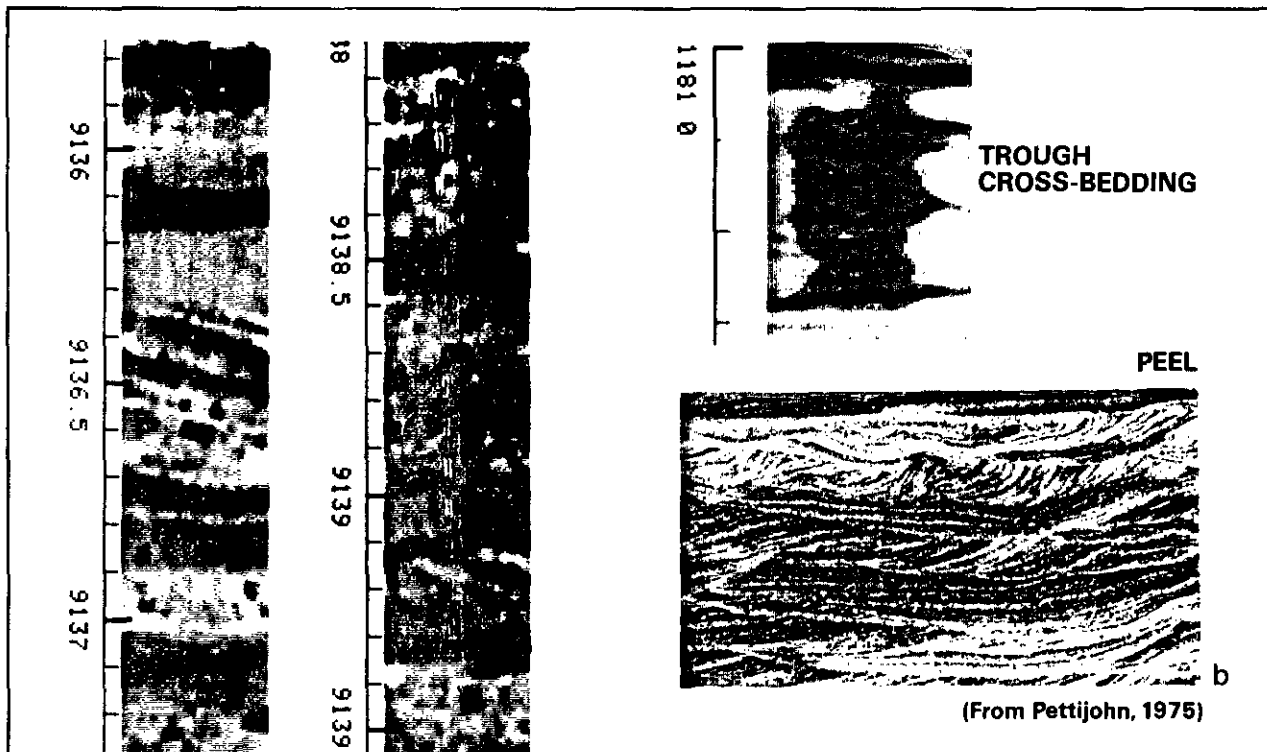 9136
9136.5
9137
9138.5
9139
9139
1181 0
TROUGH
CROSS-BEDDING
PEEL
b
(From Pettijohn, 1975)